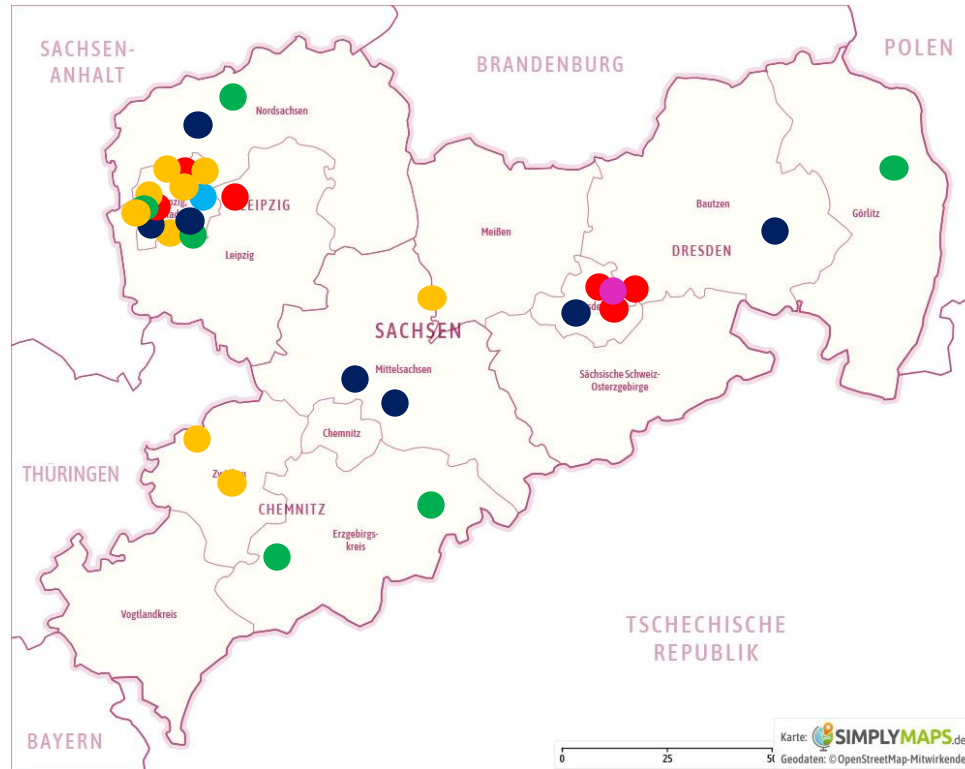 SACHSEN-
ANHALT
BRANDENBURG
POLEN
Nordsachsen
LEIPZIG
Leipzig
Meißen
Bautzen
DRESDEN
Görlitz
SACHSEN
Mittelsachsen
Sächsische Schweiz-
Osterzgebirge
Chemnitz
THÜRINGEN
CHEMNITZ
Erzgebirgs-
kreis
Vogtlandkreis
TSCHECHISCHE
REPUBLIK
BAYERN
0 25
Karte: SIMPLYMAPS.de
Geodaten: © OpenStreetMap-Mitwirkende